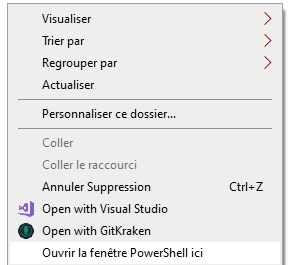 Visualiser
Trier par
Regrouper par
Actualiser
Personnaliser ce dossier...
Coller
Coller le raccourci
Annuler Suppression Ctrl+Z
Open with Visual Studio
Open with GitKraken
Ouvrir la fenêtre PowerShell ici